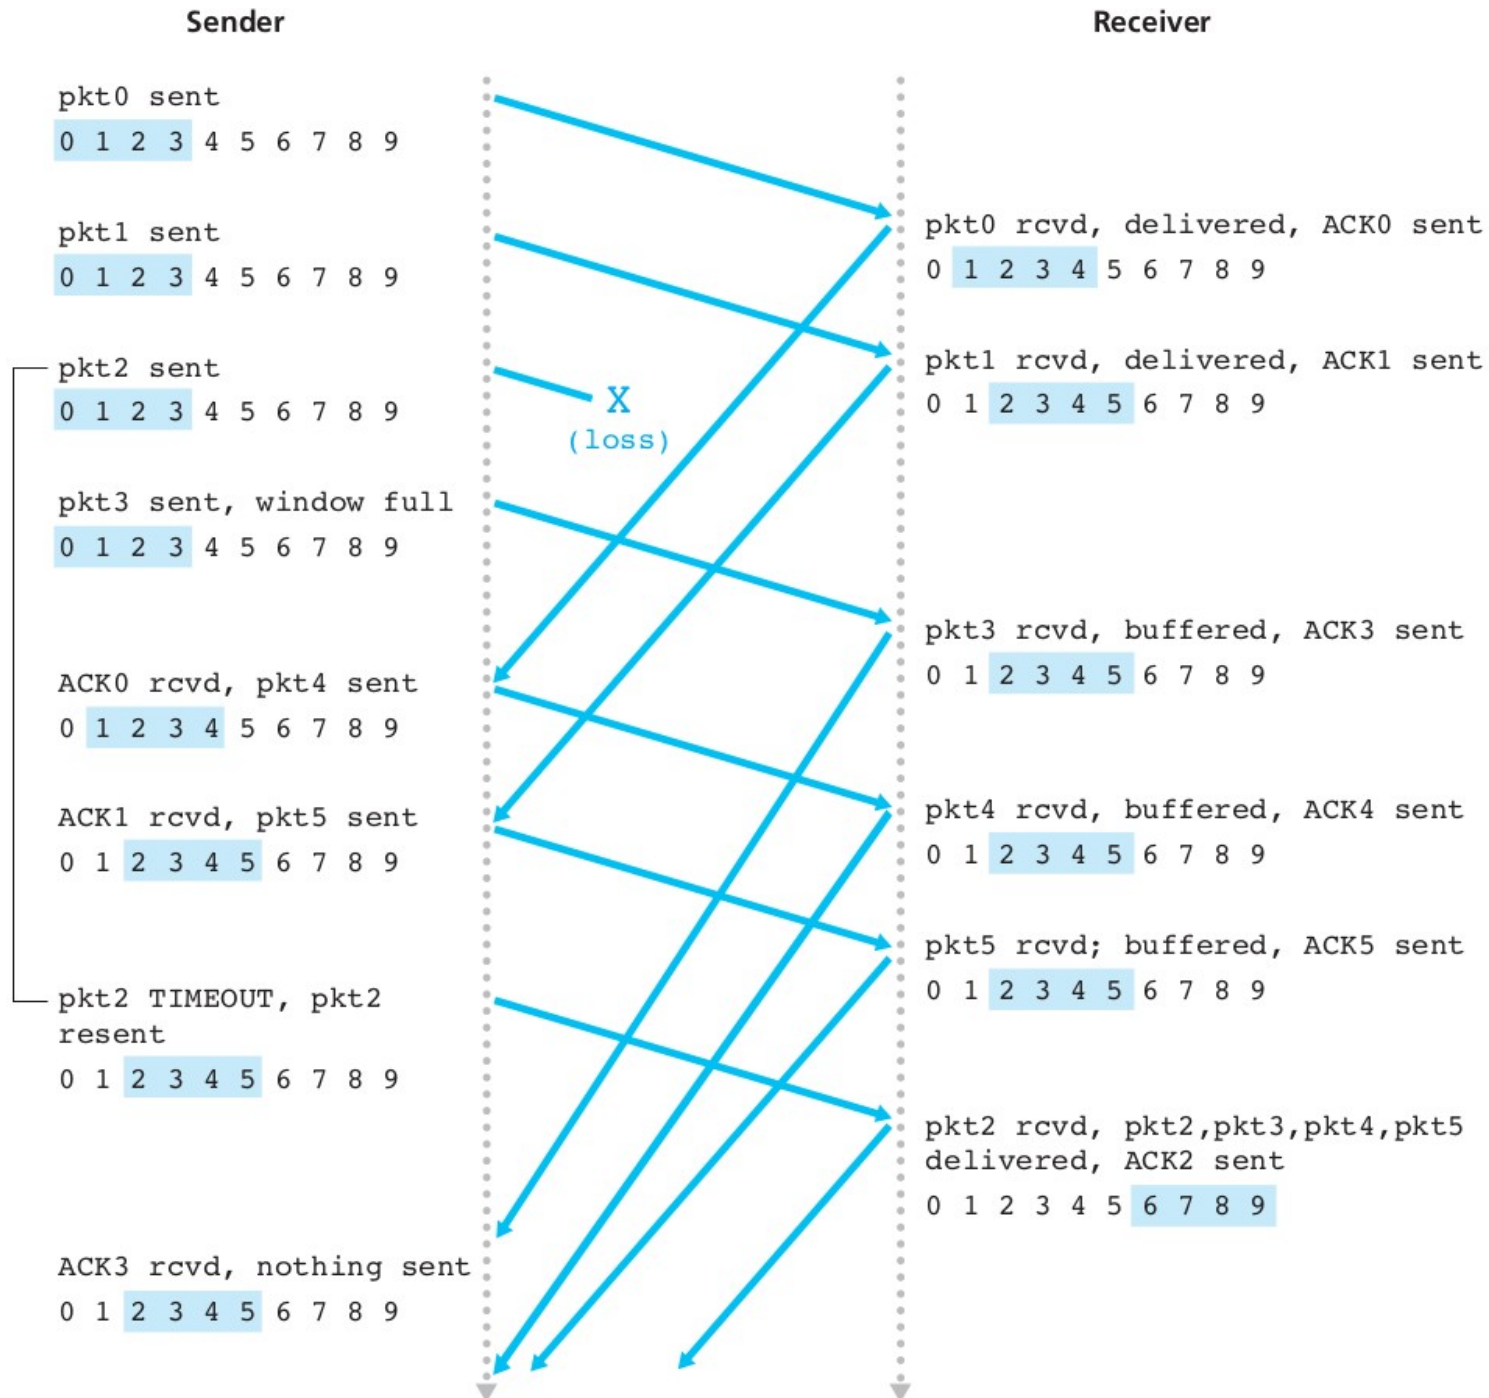 Sender
Receiver
pkt0 sent
0 1 2 3 4 5 6 7 8 9
pkt0 rcvd, delivered, ACK0 sent
0 1 2 3 4 5 6 7 8 9
pkt1 sent
0 1 2 3 4 5 6 7 8 9
pkt1 rcvd, delivered, ACK1 sent
0 1 2 3 4 5 6 7 8 9
pkt2 sent
0 1 2 3 4 5 6 7 8 9
X
(loss)
pkt3 sent, window full
0 1 2 3 4 5 6 7 8 9
pkt3 rcvd, buffered, ACK3 sent
0 1 2 3 4 5 6 7 8 9
ACK0 rcvd, pkt4 sent
0 1 2 3 4 5 6 7 8 9
pkt4 rcvd, buffered, ACK4 sent
0 1 2 3 4 5 6 7 8 9
ACK1 rcvd, pkt5 sent
0 1 2 3 4 5 6 7 8 9
pkt5 rcvd; buffered, ACK5 sent
0 1 2 3 4 5 6 7 8 9
pkt2 TIMEOUT, pkt2
resent
0 1 2 3 4 5 6 7 8 9
pkt2 rcvd, pkt2,pkt3,pkt4,pkt5
delivered, ACK2 sent
0 1 2 3 4 5 6 7 8 9
ACK3 rcvd, nothing sent
0 1 2 3 4 5 6 7 8 9